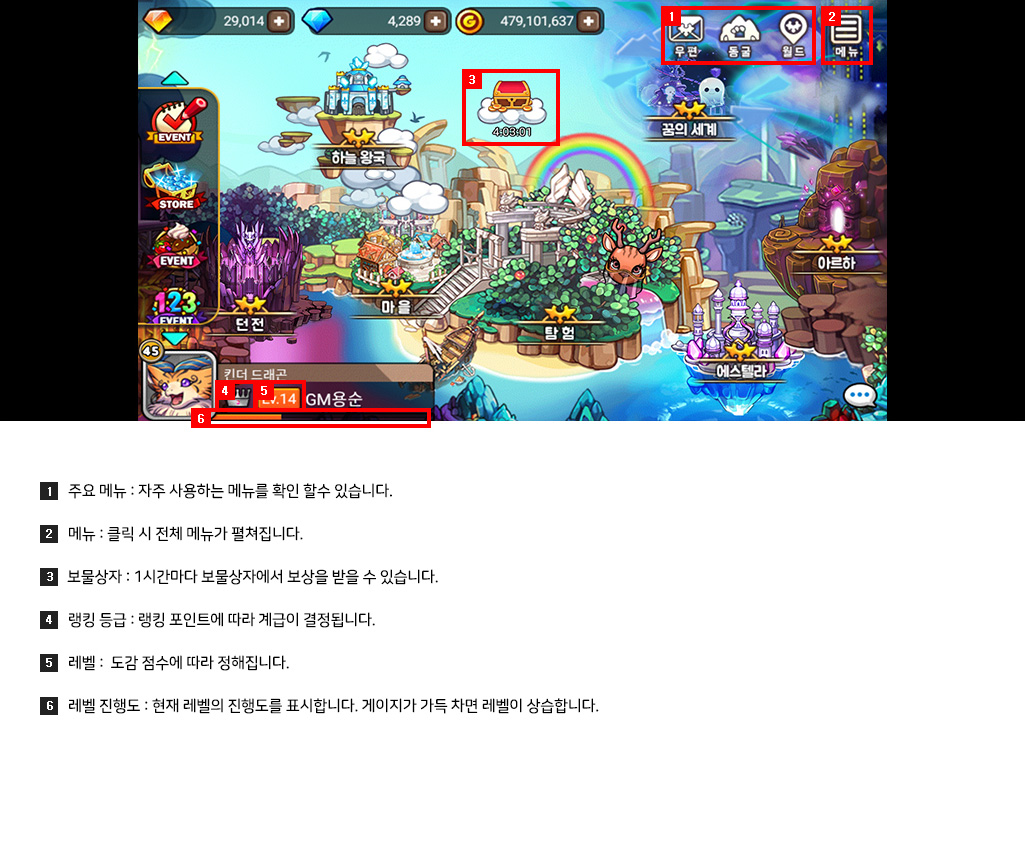 29,014
4,289
479,101,637
1
우편
동굴
월드
2
메뉴
3
4:03:01
EVENT
STORE
EVENT
123
EVENT
하늘 왕국
꿈의 세계
아르하
던전
마을
탐험
에스텔라
45
킨더 드래곤
4
5
Lv.14
GM용순
6
1 주요 메뉴 : 자주 사용하는 메뉴를 확인 할수 있습니다.
2 메뉴 : 클릭 시 전체 메뉴가 펼쳐집니다.
3 보물상자 : 1시간마다 보물상자에서 보상을 받을 수 있습니다.
4 랭킹 등급 : 랭킹 포인트에 따라 계급이 결정됩니다.
5 레벨 : 도감 점수에 따라 정해집니다.
6 레벨 진행도 : 현재 레벨의 진행도를 표시합니다. 게이지가 가득 차면 레벨이 상습합니다.